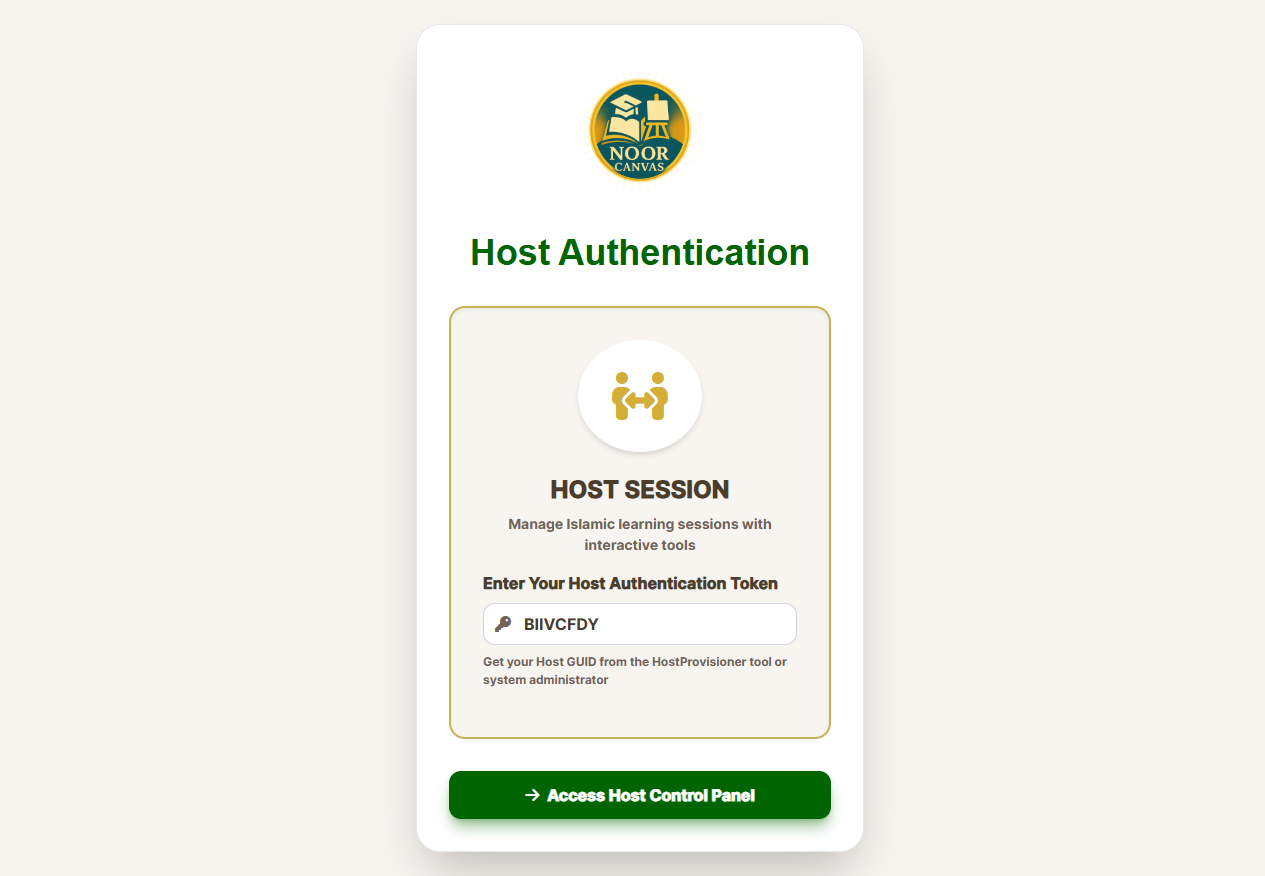 NOOR
CANVAS
Host Authentication
HOST SESSION
Manage Islamic learning sessions with
interactive tools
Enter Your Host Authentication Token
BIIVCFDY
Get your Host GUID from the HostProvisioner tool or
system administrator
Access Host Control Panel